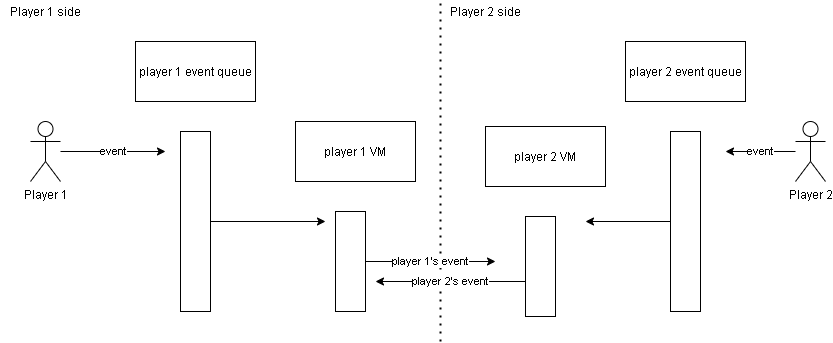 Player 1 side
Player 2 side
player 1 event queue
player 2 event queue
player 1 VM
player 2 VM
event
event
Player 1
Player 2
player 1's event
player 2's event